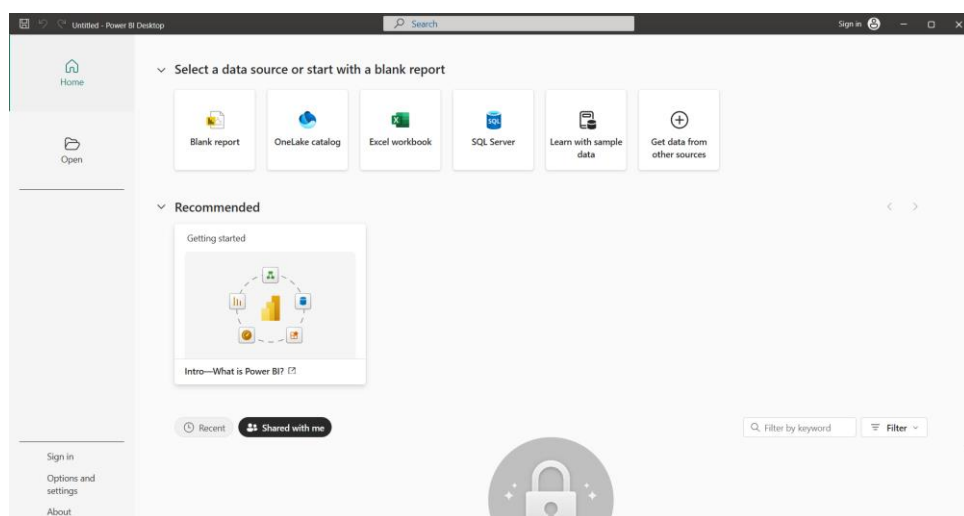 Untitled - Power BI Desktop
Search
Sign in
Home
Open
Select a data source or start with a blank report
Blank report
OneLake catalog
Excel workbook
SQL
SQL Server
Learn with sample
data
Get data from
other sources
Recommended
Getting started
Intro—What is Power BI?
Recent
Shared with me
Filter by keyword
Filter
Sign in
Options and
settings
About